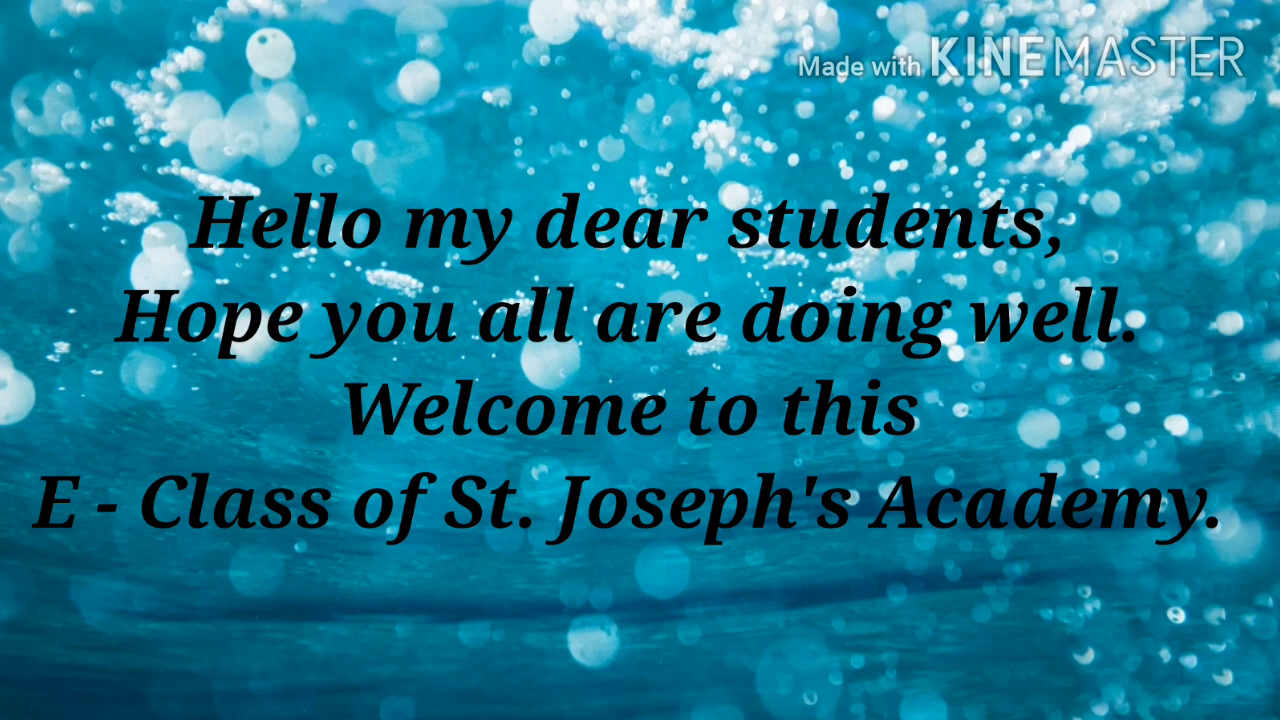 Made with KINEMASTER
Hello my dear students,
Hope you all are doing well.
Welcome to this
E - Class of St. Joseph's Academy.